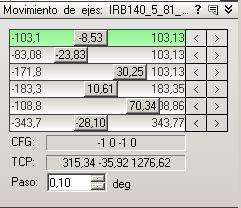 Movimiento de ejes: IRB140_5_81_... ?
-103,1 -8,53 103,13 < >
-83,08 -23,83 103,13 < >
-171,8 30,25 103,13 < >
-183,3 10,61 183,35 < >
-108,8 70,34 08,86 < >
-343,7 -28,10 343,77 < >
CFG: -1 0 -1 0
TCP: 315,34 -35,92 1276,62
Paso: 0,10 deg